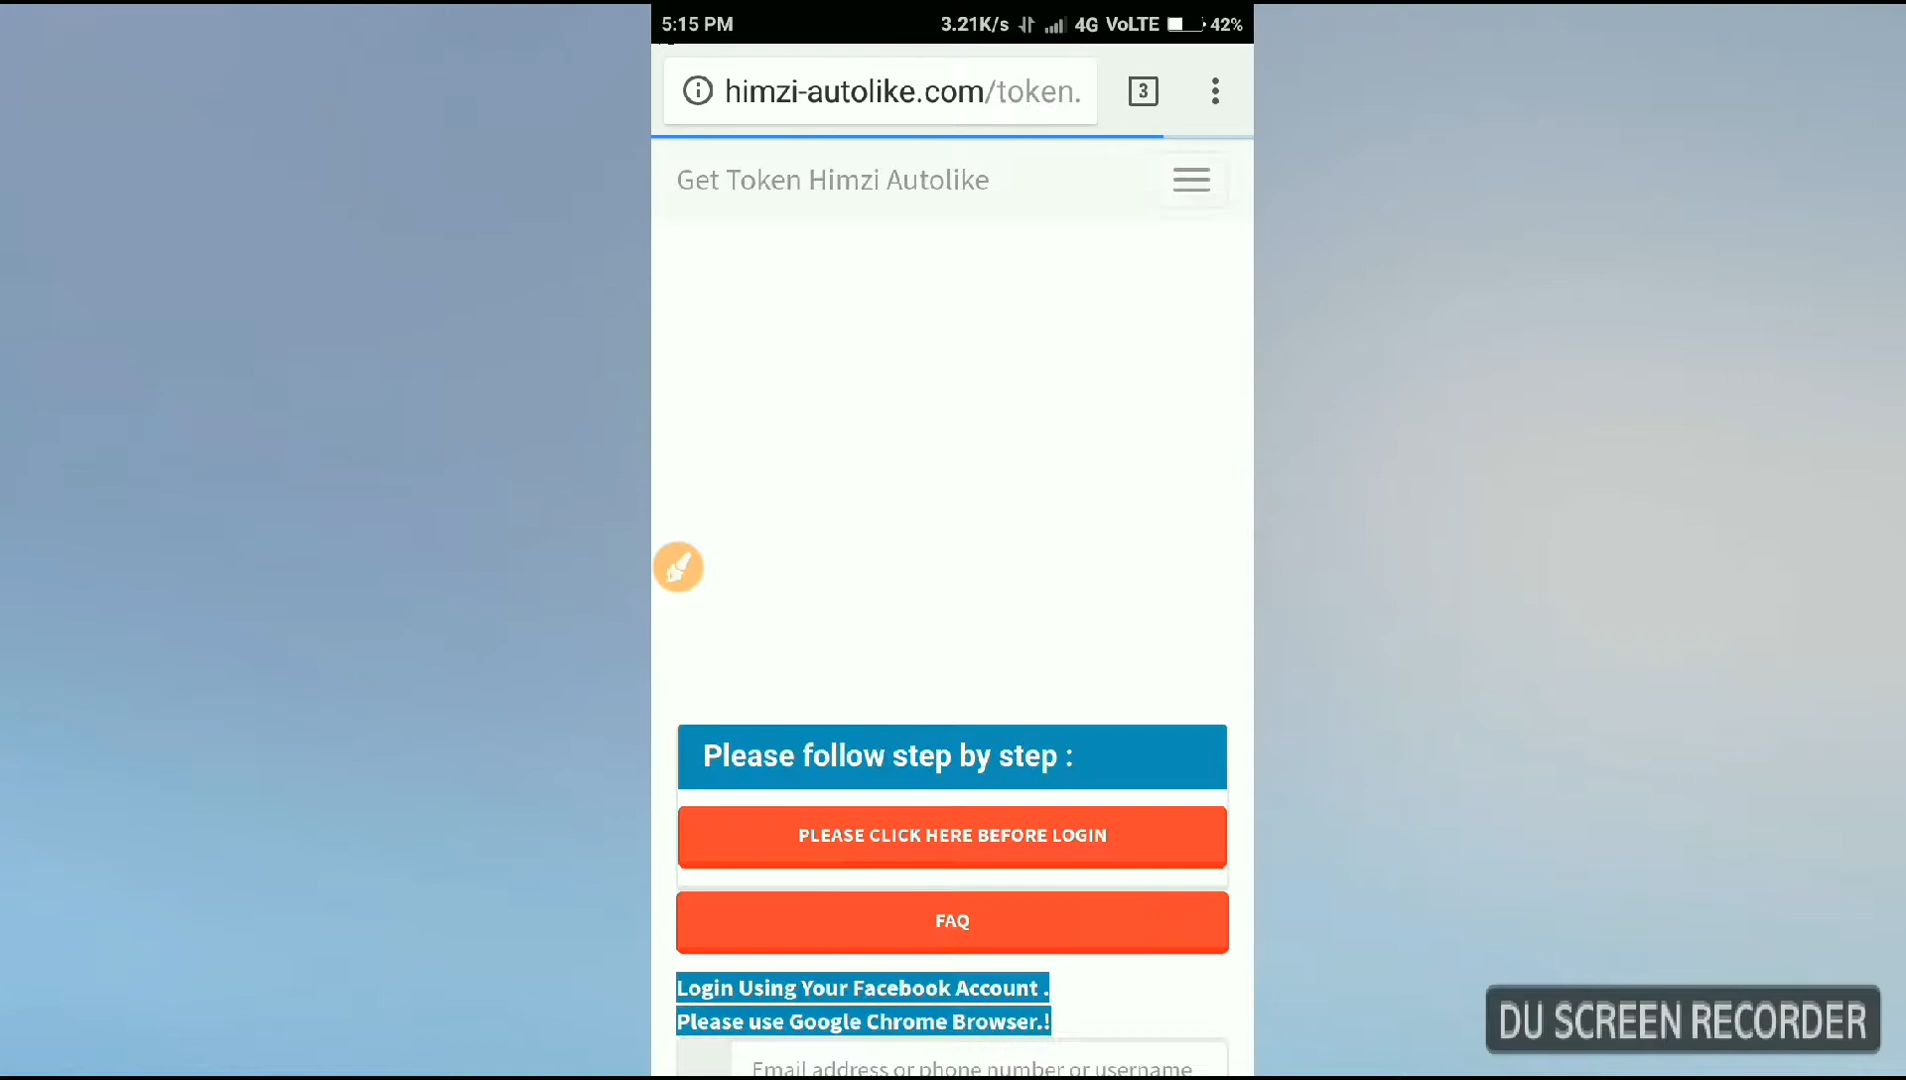 5:15 PM 3.21K/s 4G VoLTE 42%
himzi-autolike.com/token. 3
Get Token Himzi Autolike
Please follow step by step :
PLEASE CLICK HERE BEFORE LOGIN
FAQ
Login Using Your Facebook Account .
Please use Google Chrome Browser.!
Email address or phone number or username
DU SCREEN RECORDER